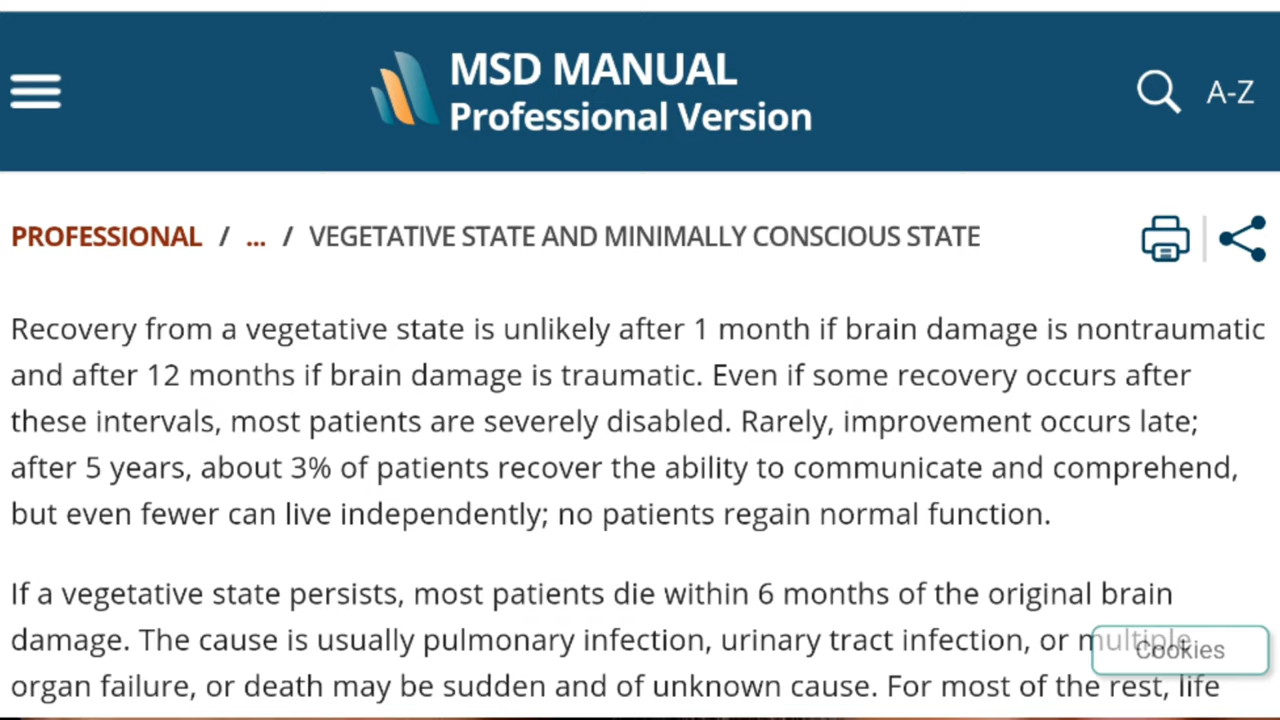 MSD MANUAL
Professional Version
A-Z
PROFESSIONAL / ... / VEGETATIVE STATE AND MINIMALLY CONSCIOUS STATE
Recovery from a vegetative state is unlikely after 1 month if brain damage is nontraumatic
and after 12 months if brain damage is traumatic. Even if some recovery occurs after
these intervals, most patients are severely disabled. Rarely, improvement occurs late;
after 5 years, about 3% of patients recover the ability to communicate and comprehend,
but even fewer can live independently; no patients regain normal function.
If a vegetative state persists, most patients die within 6 months of the original brain
damage. The cause is usually pulmonary infection, urinary tract infection, or multiple
Cookies
organ failure, or death may be sudden and of unknown cause. For most of the rest, life